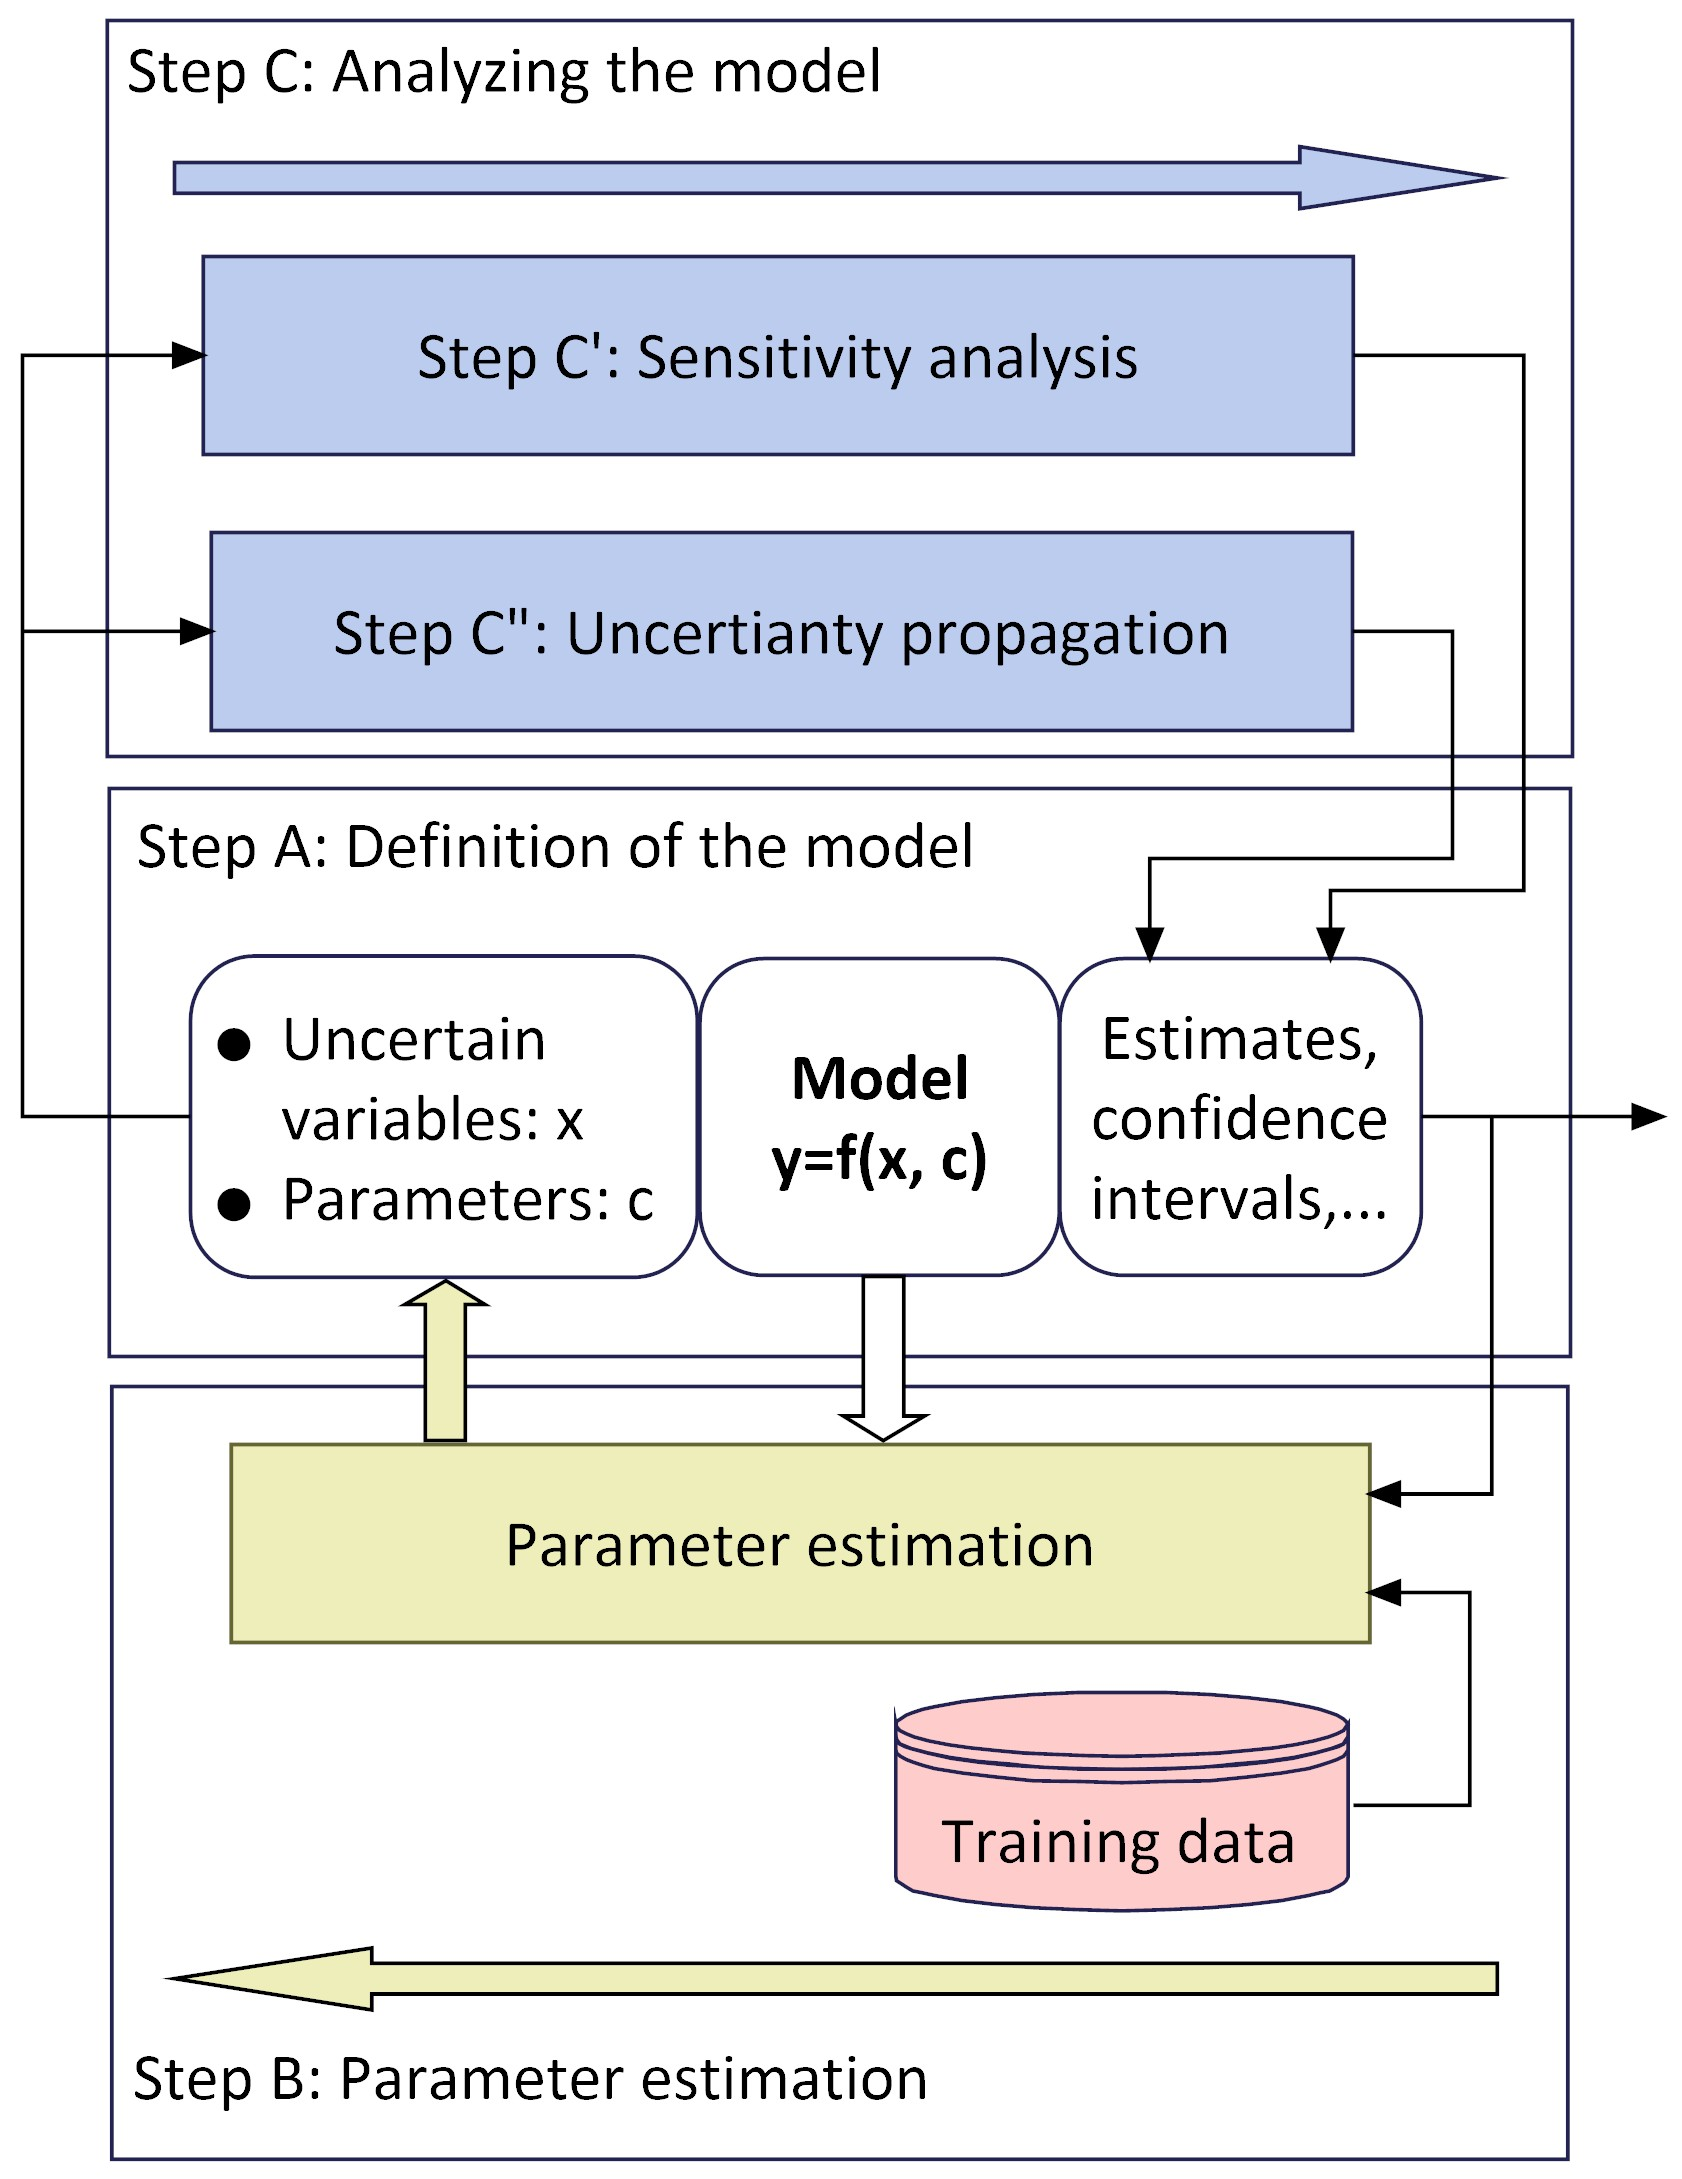 Step C: Analyzing the model
Step C': Sensitivity analysis
Step C": Uncertianty propagation
Step A: Definition of the model
● Uncertain
variables: x
● Parameters: c
Model
y=f(x, c)
Estimates,
confidence
intervals,...
Parameter estimation
Training data
Step B: Parameter estimation